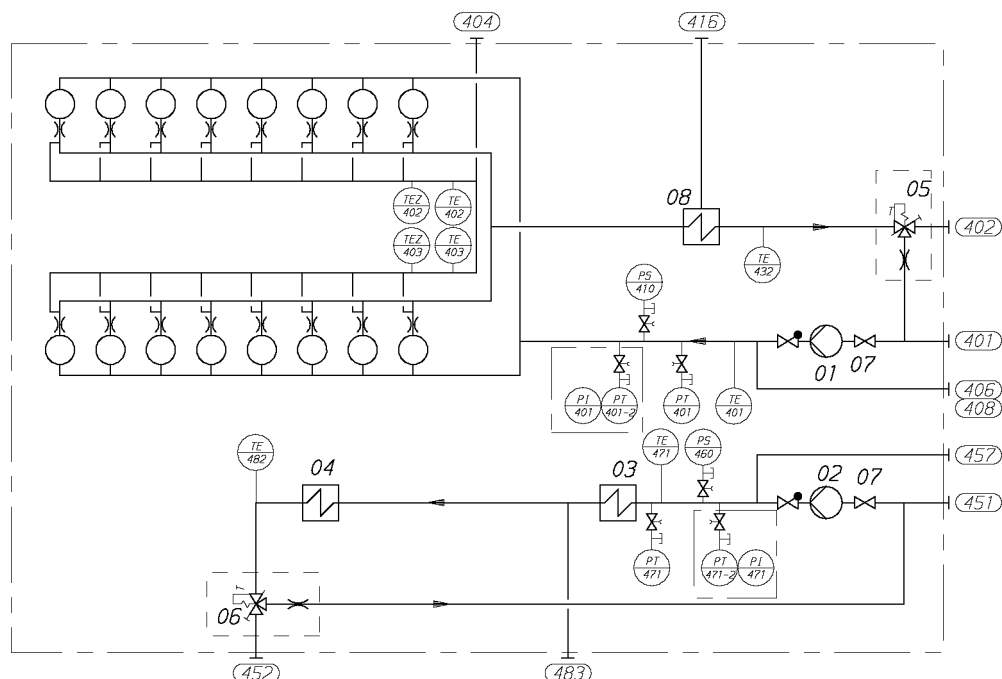 404
416
05
T
402
08
TEZ 402
TE 402
TEZ 403
TE 403
TE 432
PS 410
401
01
07
406
408
PI 401
PT 401-2
PT 401
TE 401
TE 482
04
TE 471
PS 460
457
03
02
07
451
PT 471
PT 471-2
PI 471
T
06
452
483